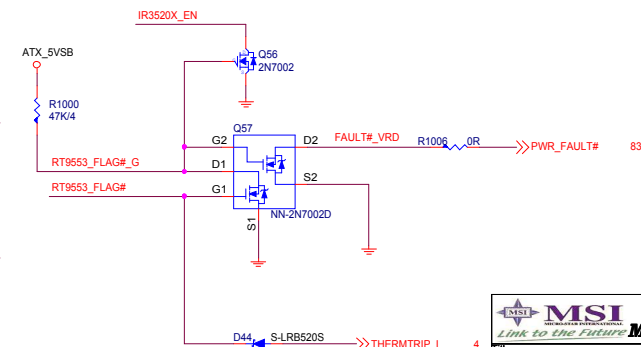 IR3520X_EN
ATX_5VSB
Q56
2N7002
R1000
47K/4
Q57
G2
D2
FAULT#_VRD
R1006
0R
PWR_FAULT#
83
RT9553_FLAG#_G
D1
S2
RT9553_FLAG#
G1
NN-2N7002D
S1
MSI
MSI
MICRO-STAR INTERNATIONAL
Link to the Future
M
D44
S-LRB520S
THERMTRIP_L
4